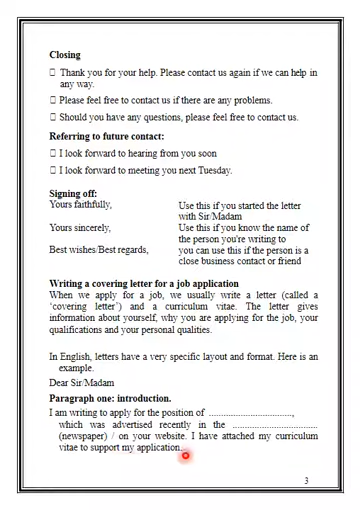 Closing
Thank you for your help. Please contact us again if we can help in
any way.
Please feel free to contact us if there are any problems.
Should you have any questions, please feel free to contact us.
Referring to future contact:
I look forward to hearing from you soon
I look forward to meeting you next Tuesday.
Signing off:
Yours faithfully, Use this if you started the letter
with Sir/Madam
Yours sincerely, Use this if you know the name of
the person you're writing to
Best wishes/Best regards, you can use this if the person is a
close business contact or friend
Writing a covering letter for a job application
When we apply for a job, we usually write a letter (called a
‘covering letter’) and a curriculum vitae. The letter gives
information about yourself, why you are applying for the job, your
qualifications and your personal qualities.
In English, letters have a very specific layout and format. Here is an
example.
Dear Sir/Madam
Paragraph one: introduction.
I am writing to apply for the position of ..................................,
which was advertised recently in the ..................................
(newspaper) / on your website. I have attached my curriculum
vitae to support my application.
3